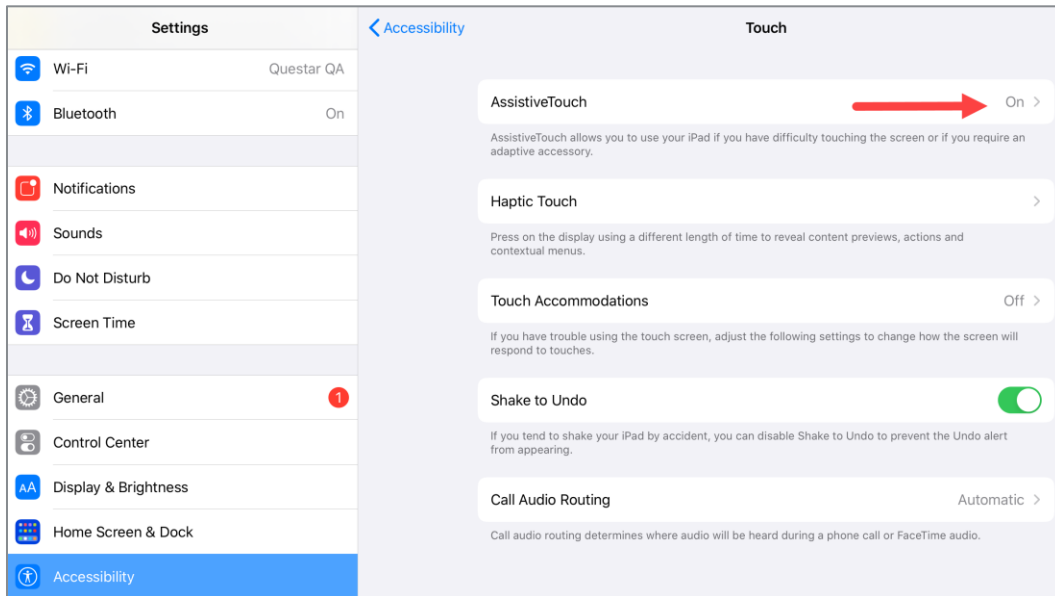 Settings
Wi-Fi Questar QA
Bluetooth On
Notifications
Sounds
Do Not Disturb
Screen Time
General 1
Control Center
AA Display & Brightness
Home Screen & Dock
Accessibility
Accessibility Touch
AssistiveTouch On
AssistiveTouch allows you to use your iPad if you have difficulty touching the screen or if you require an
adaptive accessory.
Haptic Touch
Press on the display using a different length of time to reveal content previews, actions and
contextual menus.
Touch Accommodations Off
If you have trouble using the touch screen, adjust the following settings to change how the screen will
respond to touches.
Shake to Undo
If you tend to shake your iPad by accident, you can disable Shake to Undo to prevent the Undo alert
from appearing.
Call Audio Routing Automatic
Call audio routing determines where audio will be heard during a phone call or FaceTime audio.